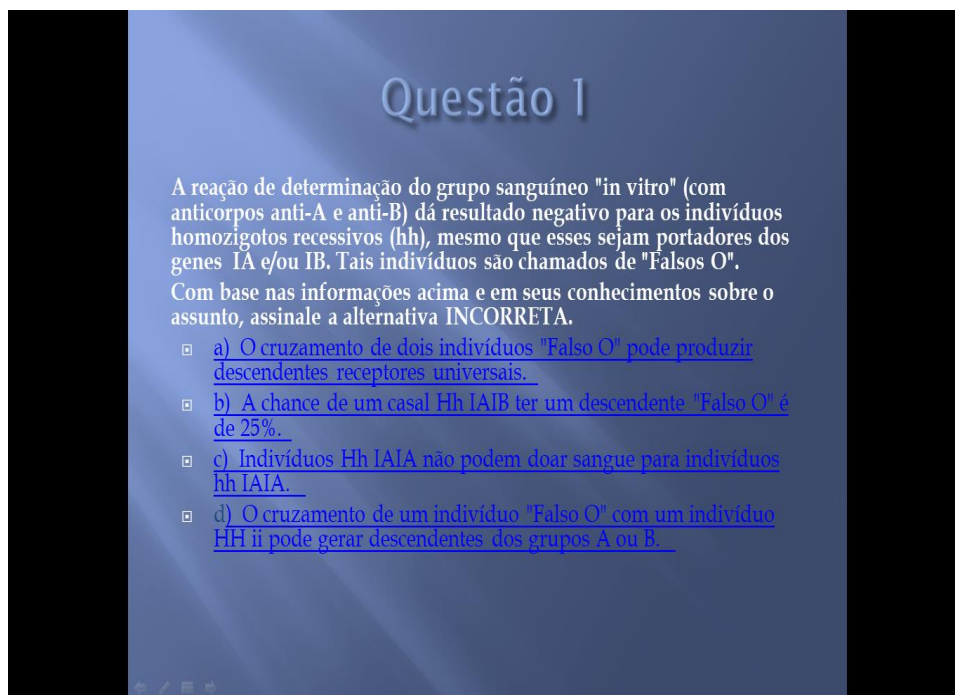 Questão 1
A reação de determinação do grupo sanguíneo "in vitro" (com
anticorpos anti-A e anti-B) dá resultado negativo para os indivíduos
homozigotos recessivos (hh), mesmo que esses sejam portadores dos
genes IA e/ou IB. Tais indivíduos são chamados de "Falsos O".
Com base nas informações acima e em seus conhecimentos sobre o
assunto, assinale a alternativa INCORRETA.
a) O cruzamento de dois indivíduos "Falso O" pode produzir
descendentes receptores universais.
b) A chance de um casal Hh IAIB ter um descendente "Falso O" é
de 25%.
c) Indivíduos Hh IAIA não podem doar sangue para indivíduos
hh IAIA.
d) O cruzamento de um indivíduo "Falso O" com um indivíduo
HH ii pode gerar descendentes dos grupos A ou B.